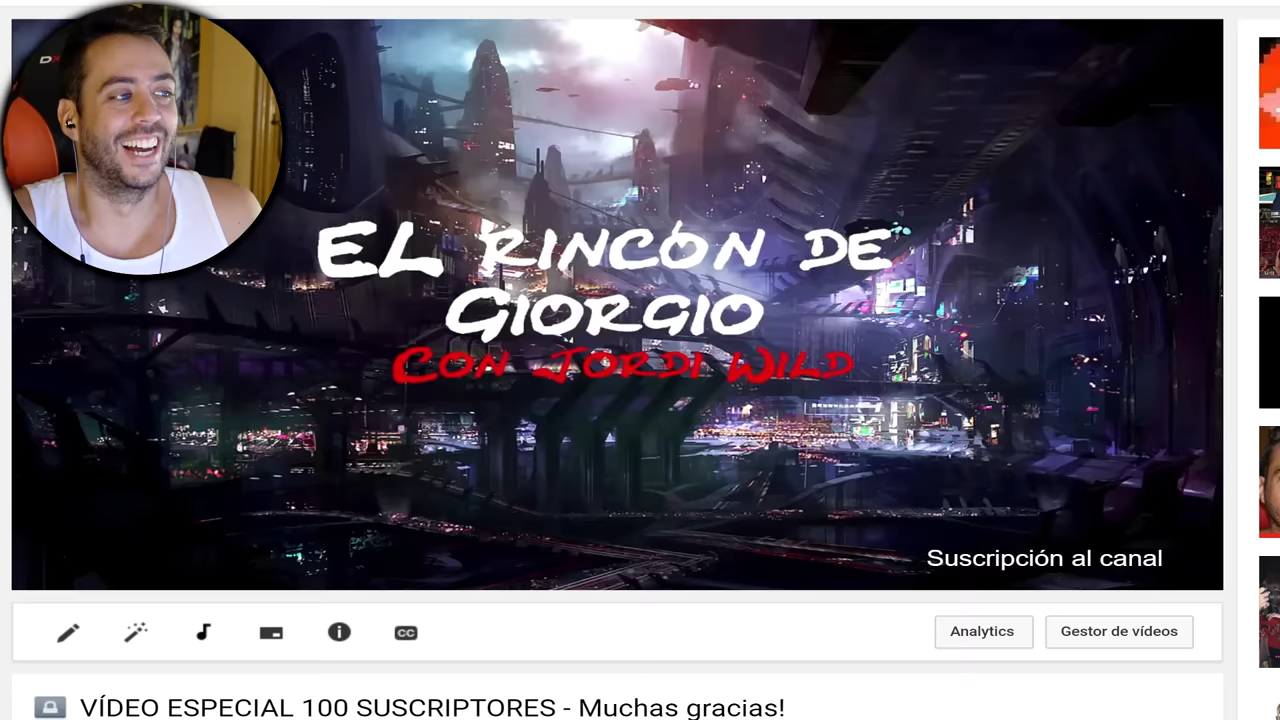 EL RINCÓN DE
GIORGIO
CON JORDI WILD
Suscripción al canal
CC
Analytics
Gestor de vídeos
VÍDEO ESPECIAL 100 SUSCRIPTORES - Muchas gracias!